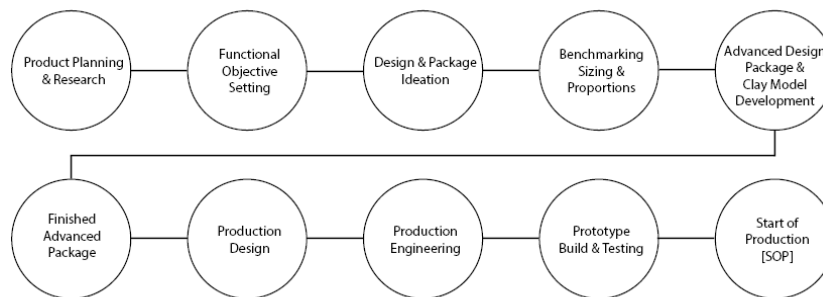 Product Planning
& Research
Functional
Objective
Setting
Design & Package
Ideation
Benchmarking
Sizing &
Proportions
Advanced Design
Package &
Clay Model
Development
Finished
Advanced
Package
Production
Design
Production
Engineering
Prototype
Build & Testing
Start of
Production
[SOP]